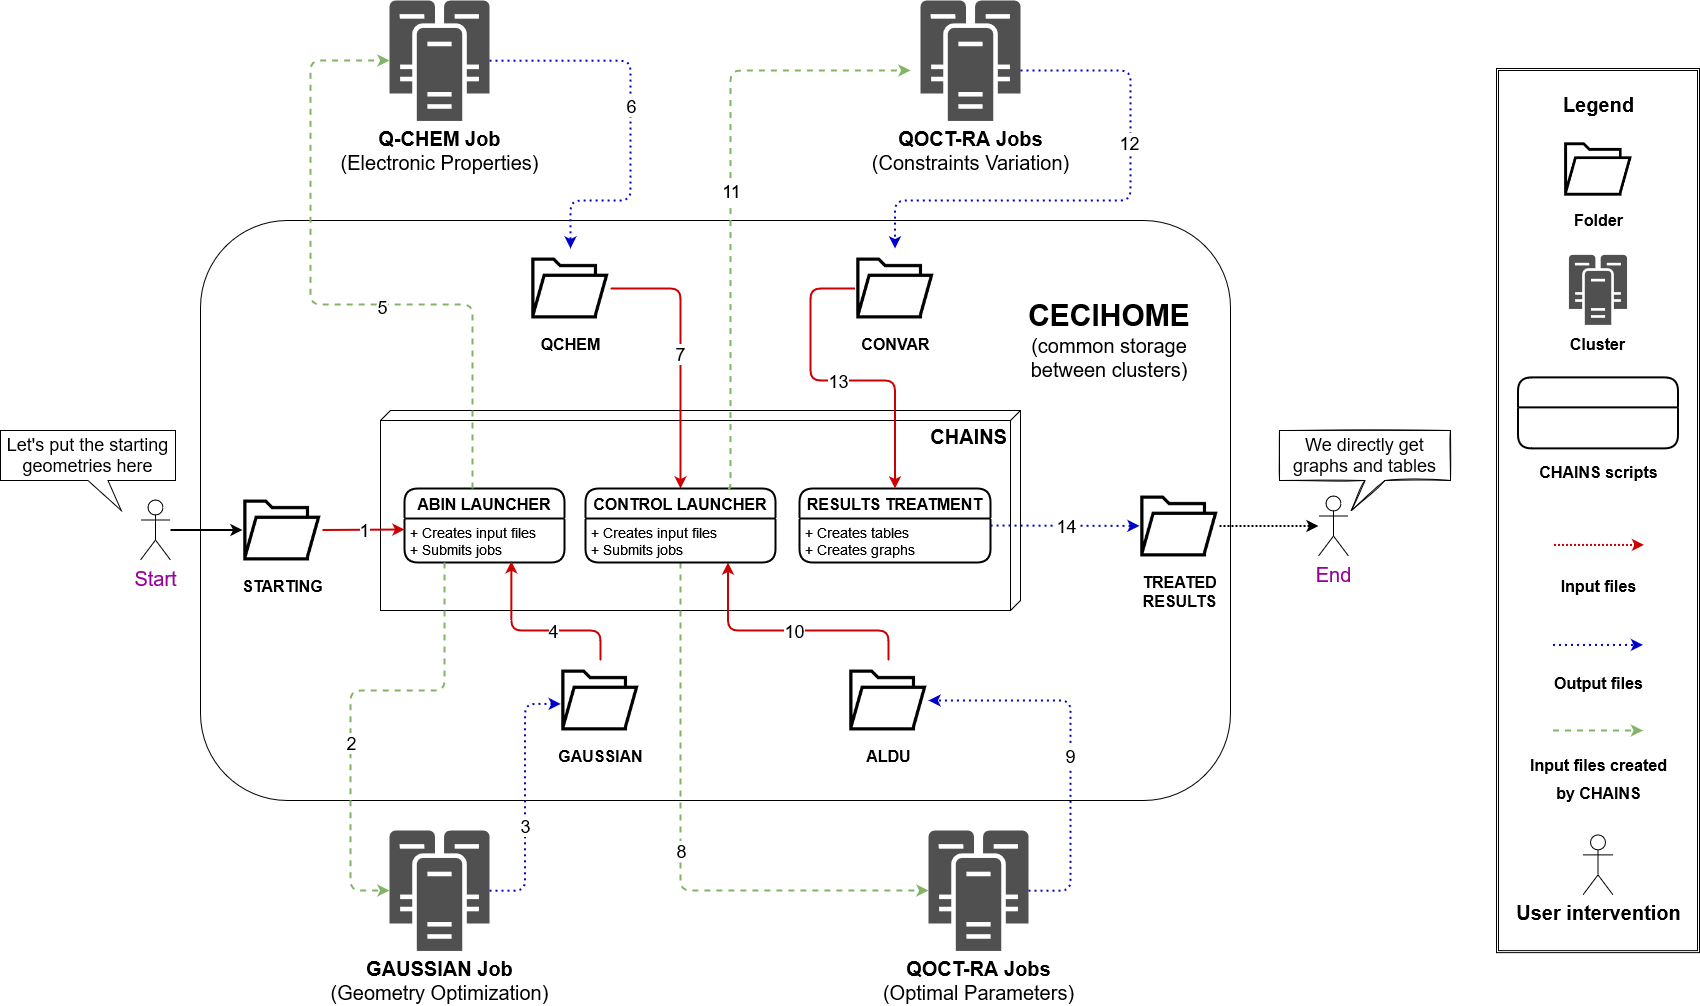 Q-CHEM Job
(Electronic Properties)
QOCT-RA Jobs
(Constraints Variation)
6
12
11
5
QCHEM
7
CONVAR
13
CECIHOME
(common storage
between clusters)
CHAINS
Let's put the starting
geometries here
Start
STARTING
1
ABIN LAUNCHER
+ Creates input files
+ Submits jobs
CONTROL LAUNCHER
+ Creates input files
+ Submits jobs
RESULTS TREATMENT
+ Creates tables
+ Creates graphs
14
TREATED
RESULTS
We directly get
graphs and tables
End
4
10
GAUSSIAN
ALDU
2
3
8
9
GAUSSIAN Job
(Geometry Optimization)
QOCT-RA Jobs
(Optimal Parameters)
Legend
Folder
Cluster
CHAINS scripts
Input files
Output files
Input files created
by CHAINS
User intervention